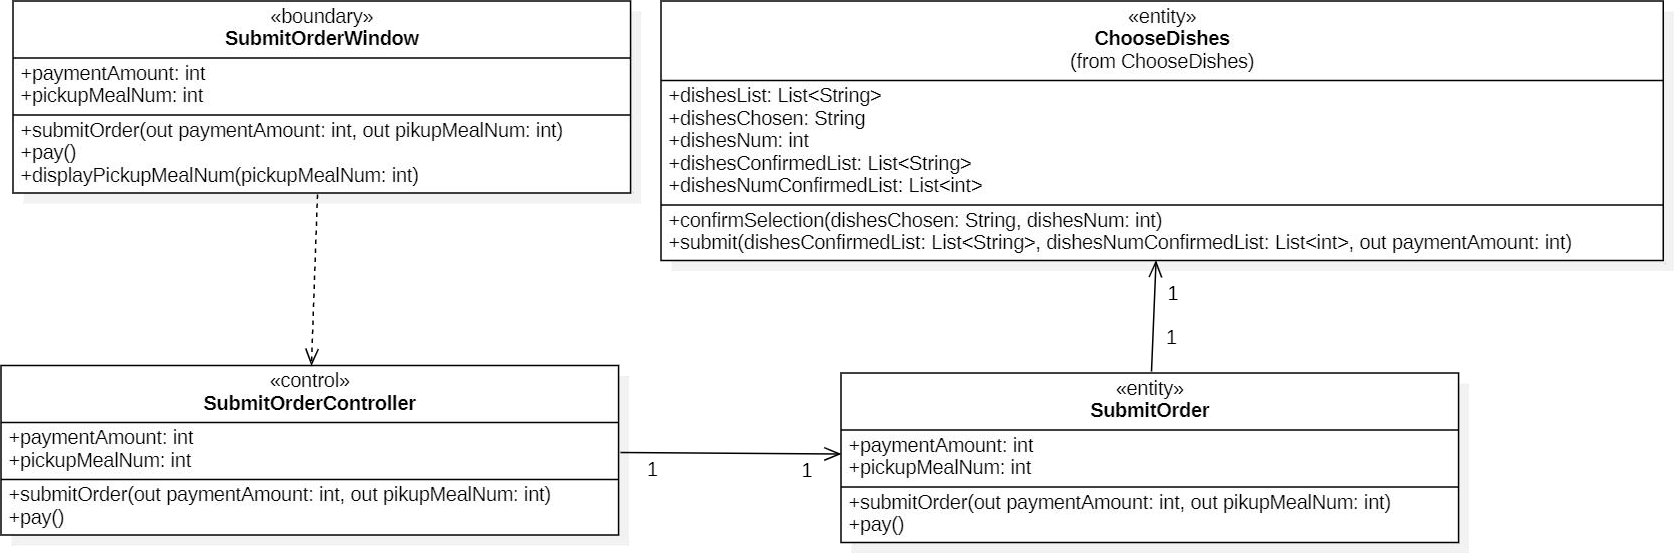 «boundary»
SubmitOrderWindow
+paymentAmount: int
+pickupMealNum: int
+submitOrder(out paymentAmount: int, out pikupMealNum: int)
+pay()
+displayPickupMealNum(pickupMealNum: int)
«entity»
ChooseDishes
(from ChooseDishes)
+dishesList: List<String>
+dishesChosen: String
+dishesNum: int
+dishesConfirmedList: List<String>
+dishesNumConfirmedList: List<int>
+confirmSelection(dishesChosen: String, dishesNum: int)
+submit(dishesConfirmedList: List<String>, dishesNumConfirmedList: List<int>, out paymentAmount: int)
1
1
«control»
SubmitOrderController
+paymentAmount: int
+pickupMealNum: int
+submitOrder(out paymentAmount: int, out pikupMealNum: int)
+pay()
1
1
«entity»
SubmitOrder
+paymentAmount: int
+pickupMealNum: int
+submitOrder(out paymentAmount: int, out pikupMealNum: int)
+pay()